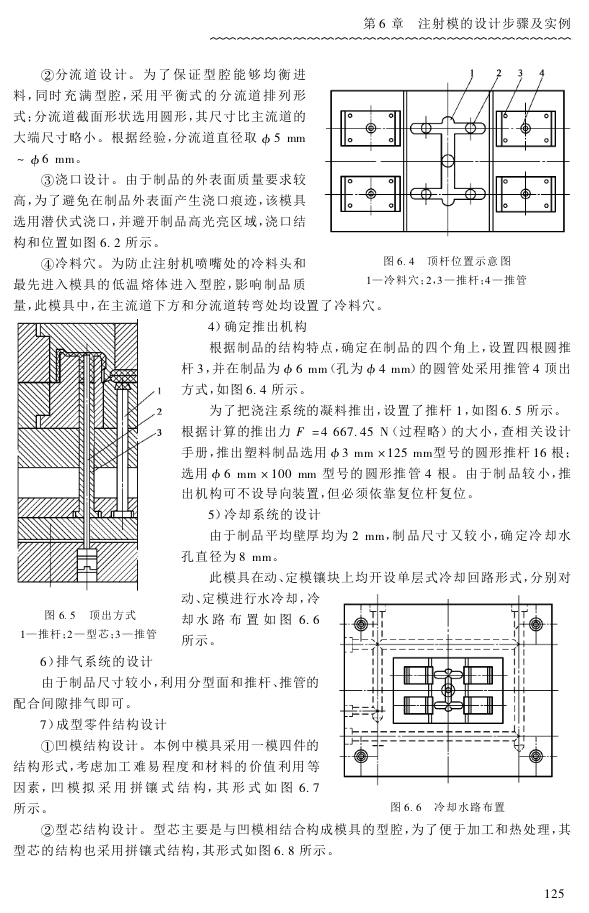 第 6 章　注射模的设计步骤及实例
②分流道设计。为了保证型腔能够均衡进
料,同时充满型腔,采用平衡式的分流道排列形
式;分流道截面形状选用圆形,其尺寸比主流道的
大端尺寸略小。根据经验,分流道直径取 ϕ5 mm
~ ϕ6 mm。
③浇口设计。由于制品的外表面质量要求较
高,为了避免在制品外表面产生浇口痕迹,该模具
选用潜伏式浇口,并避开制品高光亮区域,浇口结
构和位置如图 6. 2 所示。
④冷料穴。为防止注射机喷嘴处的冷料头和
最先进入模具的低温熔体进入型腔,影响制品质
量,此模具中,在主流道下方和分流道转弯处均设置了冷料穴。
1 2 3 4
图 6. 4　顶杆位置示意图
1—冷料穴;2,3—推杆;4—推管
4)确定推出机构
根据制品的结构特点,确定在制品的四个角上,设置四根圆推
杆 3,并在制品为 ϕ6 mm(孔为 ϕ4 mm)的圆管处采用推管 4 顶出
方式,如图 6. 4 所示。
为了把浇注系统的凝料推出,设置了推杆 1,如图 6. 5 所示。
根据计算的推出力 F =4 667. 45 N(过程略)的大小,查相关设计
手册,推出塑料制品选用 ϕ3 mm ×125 mm型号的圆形推杆 16 根;
选用 ϕ6 mm × 100 mm 型号的圆形推管 4 根。由于制品较小,推
出机构可不设导向装置,但必须依靠复位杆复位。
1
2
3
图 6. 5　顶出方式
1—推杆;2—型芯;3—推管
5)冷却系统的设计
由于制品平均壁厚均为 2 mm,制品尺寸又较小,确定冷却水
孔直径为 8 mm。
此模具在动、定模镶块上均开设单层式冷却回路形式,分别对
动、定模进行水冷却,冷
却水路布置如图 6.6
所示。
6)排气系统的设计
由于制品尺寸较小,利用分型面和推杆、推管的
配合间隙排气即可。
7)成型零件结构设计
①凹模结构设计。本例中模具采用一模四件的
结构形式,考虑加工难易程度和材料的价值利用等
因素,凹模拟采用拼镶式结构,其形式如图 6.7
所示。
图 6. 6　冷却水路布置
②型芯结构设计。型芯主要是与凹模相结合构成模具的型腔,为了便于加工和热处理,其
型芯的结构也采用拼镶式结构,其形式如图 6. 8 所示。
125